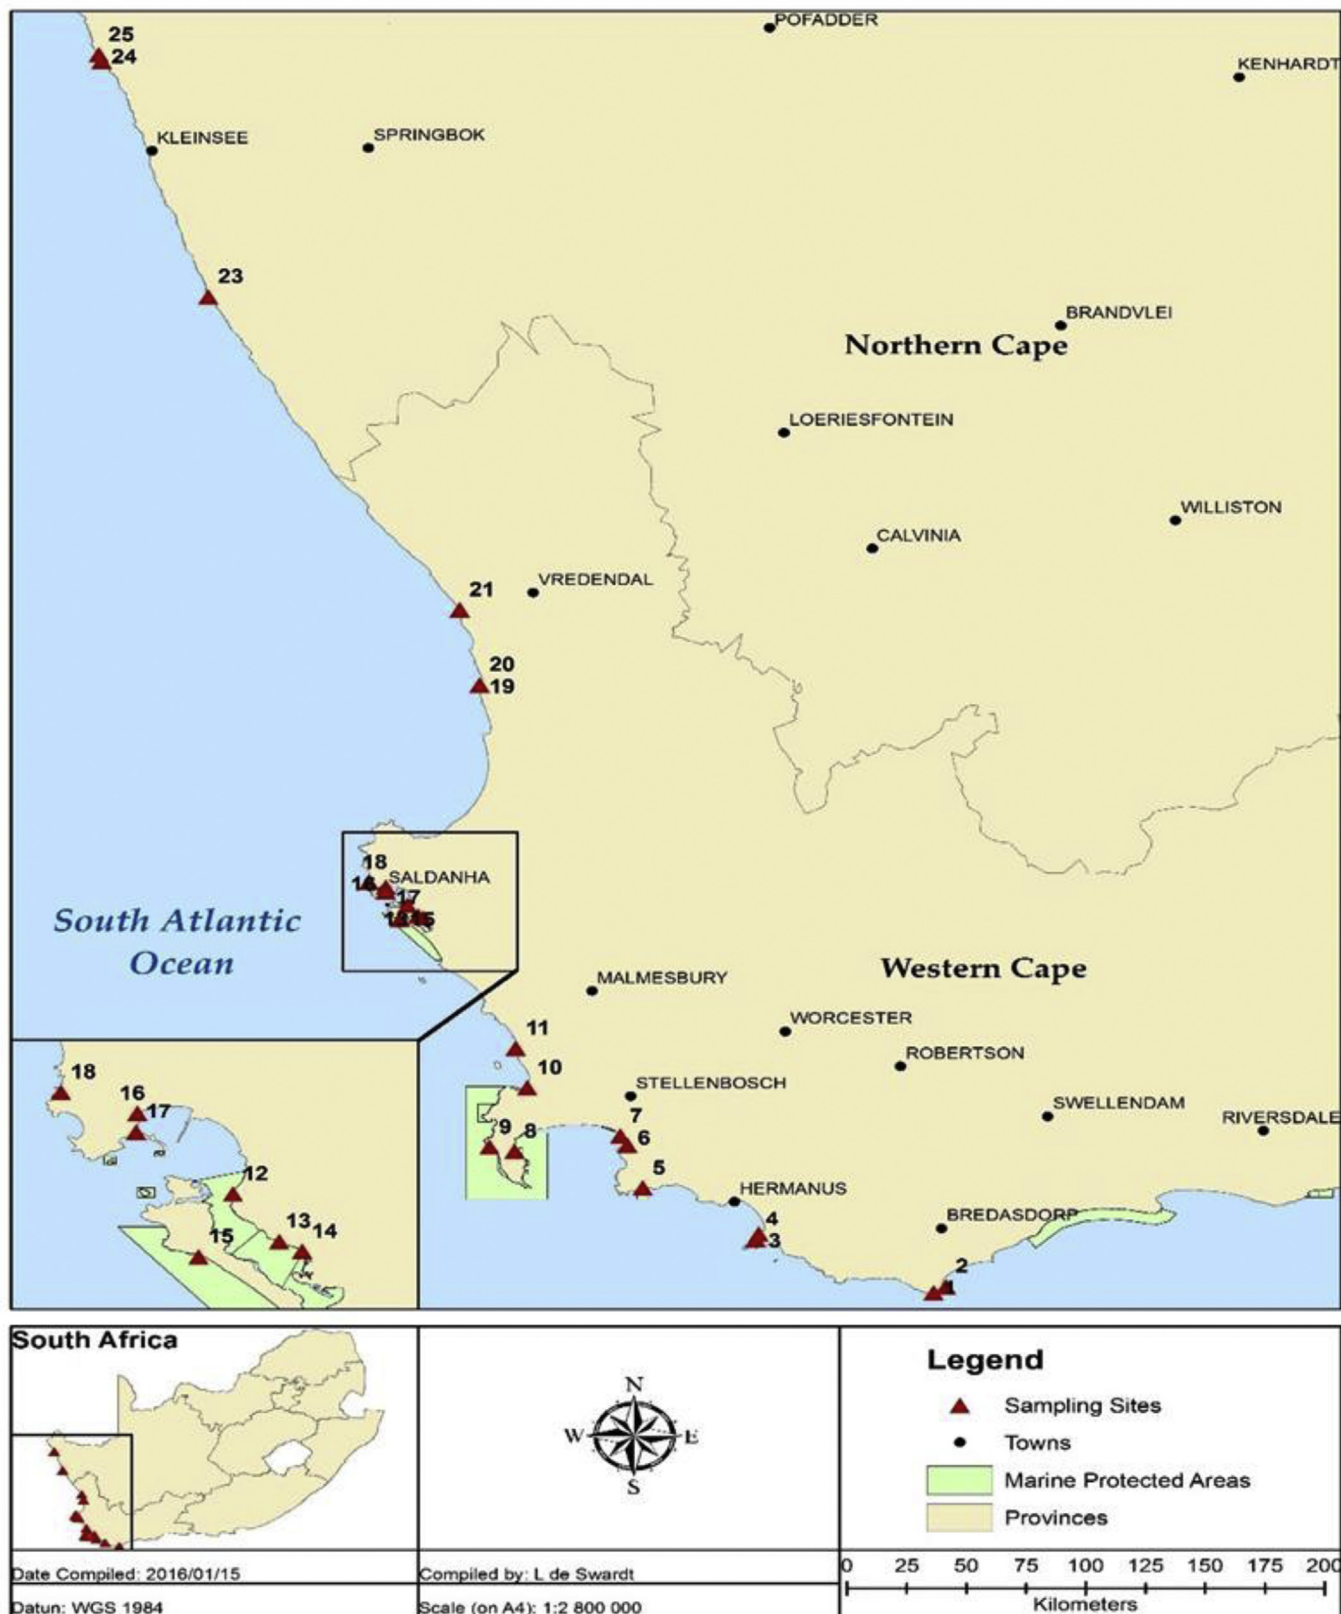 25
24
POFADDER
KENHARDT
KLEINSEE
SPRINGBOK
23
BRANDVLEI
Northern Cape
LOERIESFONTEIN
WILLISTON
CALVINIA
VREDENDAL
21
20
19
18
SALDANHA
16
17
15
South Atlantic
Ocean
Western Cape
MALMESBURY
WORCESTER
11
ROBERTSON
10
STELLENBOSCH
SWELLENDAM
RIVERSDALE
7
6
9
8
5
HERMANUS
4
3
BREDASDORP
2
1
18
16
17
12
13
14
15
South Africa
N
W
E
S
Legend
Sampling Sites
Towns
Marine Protected Areas
Provinces
Date Compiled: 2016/01/15
Compiled by: L de Swardt
0 25 50 75 100 125 150 175 200
Kilometers
Datun: WGS 1984
Scale (on A4): 1:2 800 000